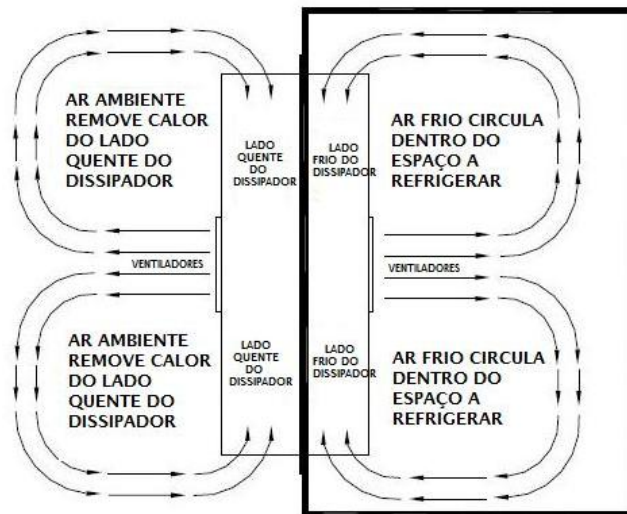 AR AMBIENTE
REMOVE CALOR
DO LADO
QUENTE DO
DISSIPADOR
LADO
QUENTE
DO
DISSIPADOR
LADO
FRIO DO
DISSIPADOR
AR FRIO CIRCULA
DENTRO DO
ESPAÇO A
REFRIGERAR
VENTILADORES
VENTILADORES
AR AMBIENTE
REMOVE CALOR
DO LADO
QUENTE DO
DISSIPADOR
LADO
QUENTE
DO
DISSIPADOR
LADO
FRIO DO
DISSIPADOR
AR FRIO CIRCULA
DENTRO DO
ESPAÇO A
REFRIGERAR